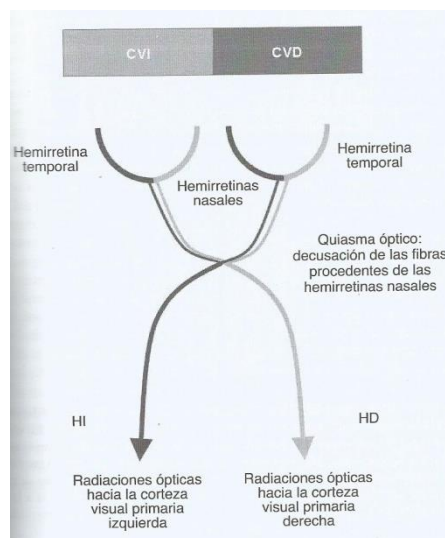 CVI CVD
Hemirretina
temporal
Hemirretinas
nasales
Hemirretina
temporal
Quiasma óptico:
decusación de las fibras
procedentes de las
hemirretinas nasales
HI
HD
Radiaciones ópticas
hacia la corteza
visual primaria
izquierda
Radiaciones ópticas
hacia la corteza
visual primaria
derecha